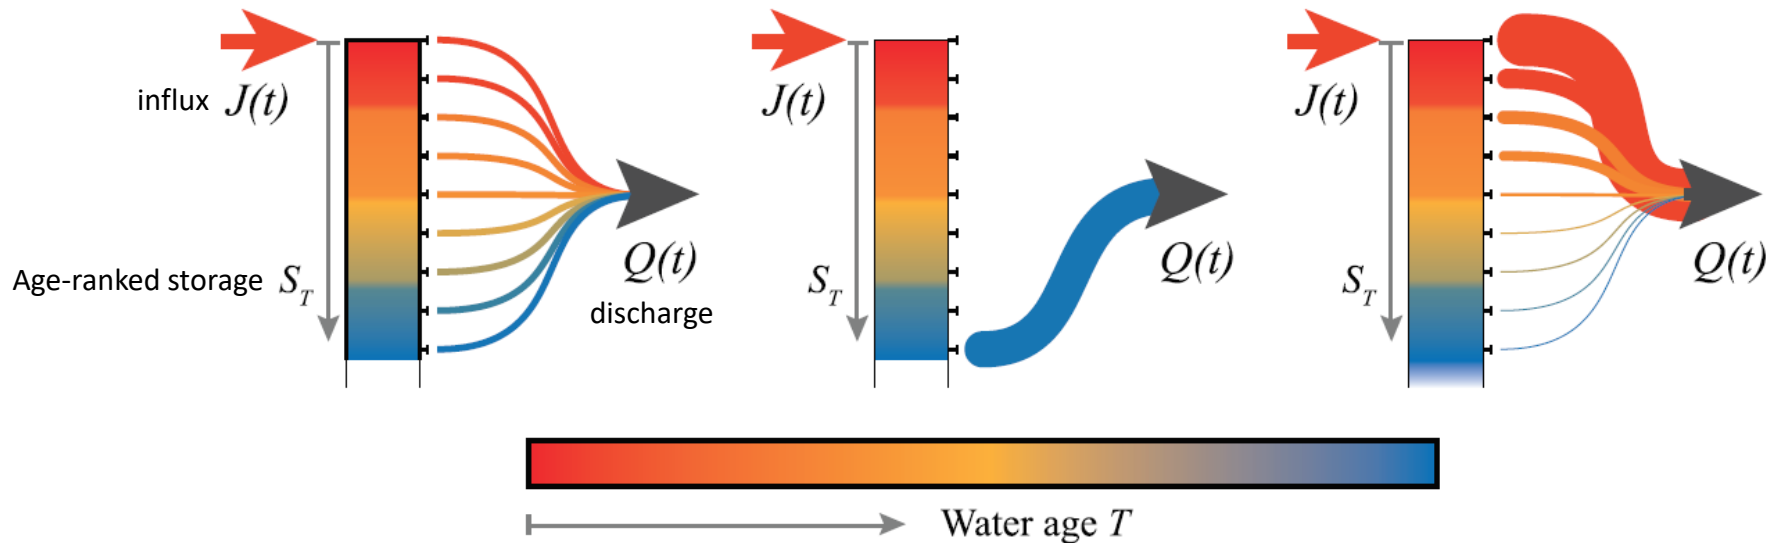 influx J(t)
J(t)
J(t)
Age-ranked storage S_T
Q(t)
discharge
S_T
Q(t)
S_T
Q(t)
Water age T